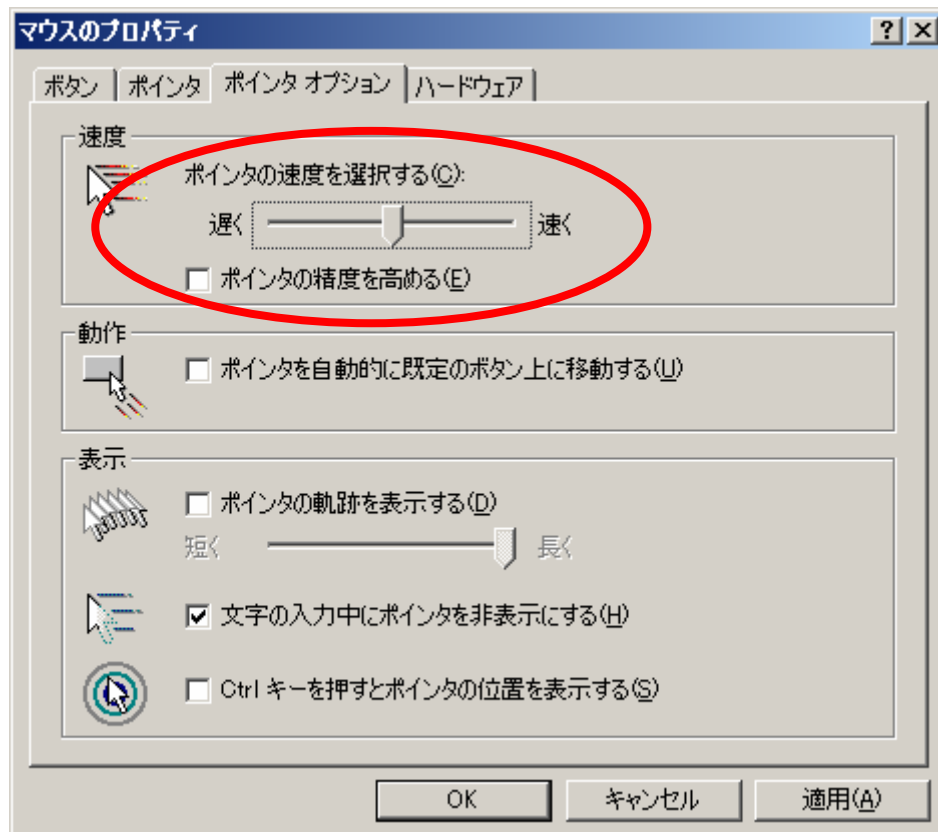 マウスのプロパティ
ボタン ポインタ ポインタ オプション ハードウェア
速度
ポインタの速度を選択する(C):
遅く 速く
ポインタの精度を高める(E)
動作
ポインタを自動的に既定のボタン上に移動する(U)
表示
ポインタの軌跡を表示する(D)
短く 長く
文字の入力中にポインタを非表示にする(H)
Ctrl キーを押すとポインタの位置を表示する(S)
OK キャンセル 適用(A)